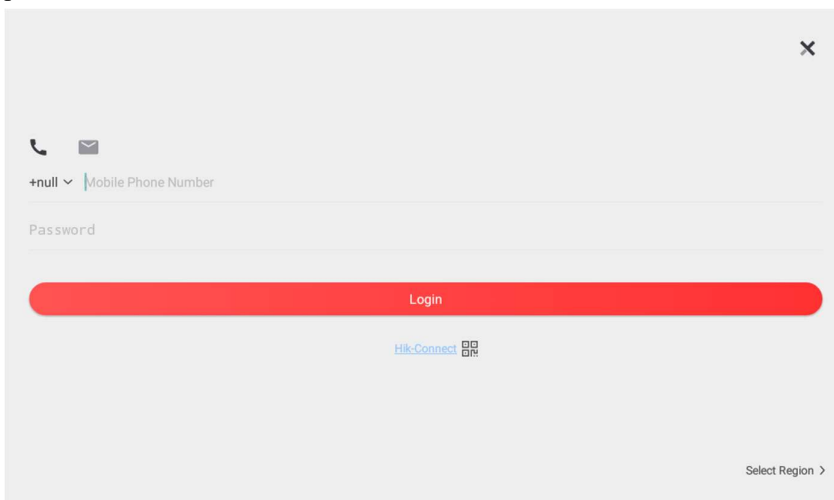 +null Mobile Phone Number
Password
Login
Hik-Connect
Select Region